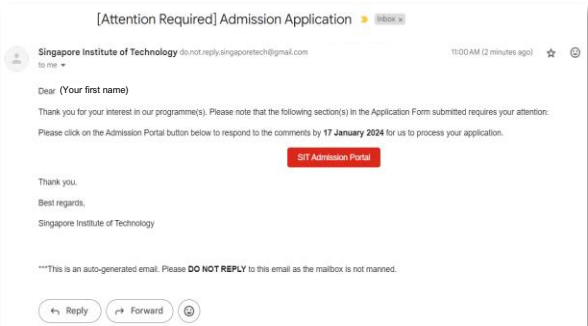 [Attention Required] Admission Application Inbox x
Singapore Institute of Technology do.not.reply.singaporetech@gmail.com 11:00AM (2 minutes ago)
to me
Dear (Your first name)
Thank you for your interest in our programme(s). Please note that the following section(s) in the Application Form submitted requires your attention:
Please click on the Admission Portal button below to respond to the comments by 17 January 2024 for us to process your application.
SIT Admission Portal
Thank you.
Best regards,
Singapore Institute of Technology
***This is an auto-generated email. Please DO NOT REPLY to this email as the mailbox is not manned.
Reply Forward